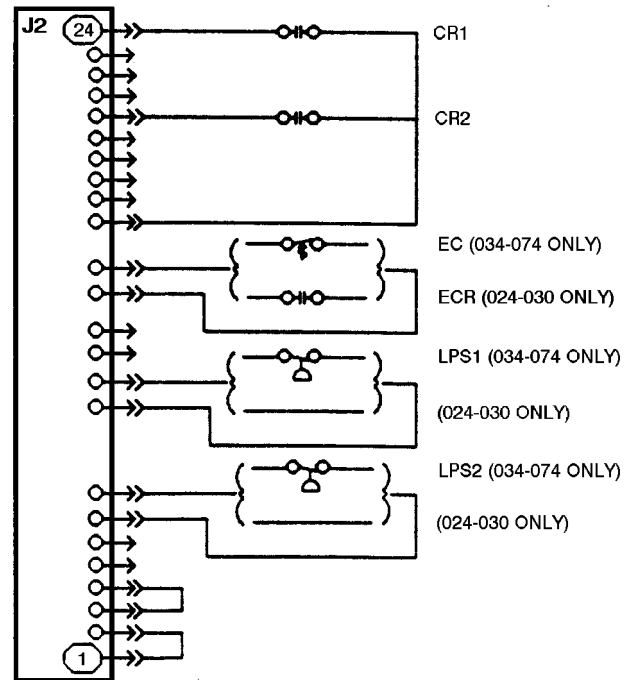 J2 24 CR1
CR2
EC (034-074 ONLY)
ECR (024-030 ONLY)
LPS1 (034-074 ONLY)
(024-030 ONLY)
LPS2 (034-074 ONLY)
(024-030 ONLY)
1